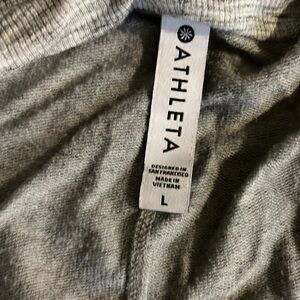 ATHLETA
DESIGNED IN
SAN FRANCISCO
MADE IN
VIETNAM
L